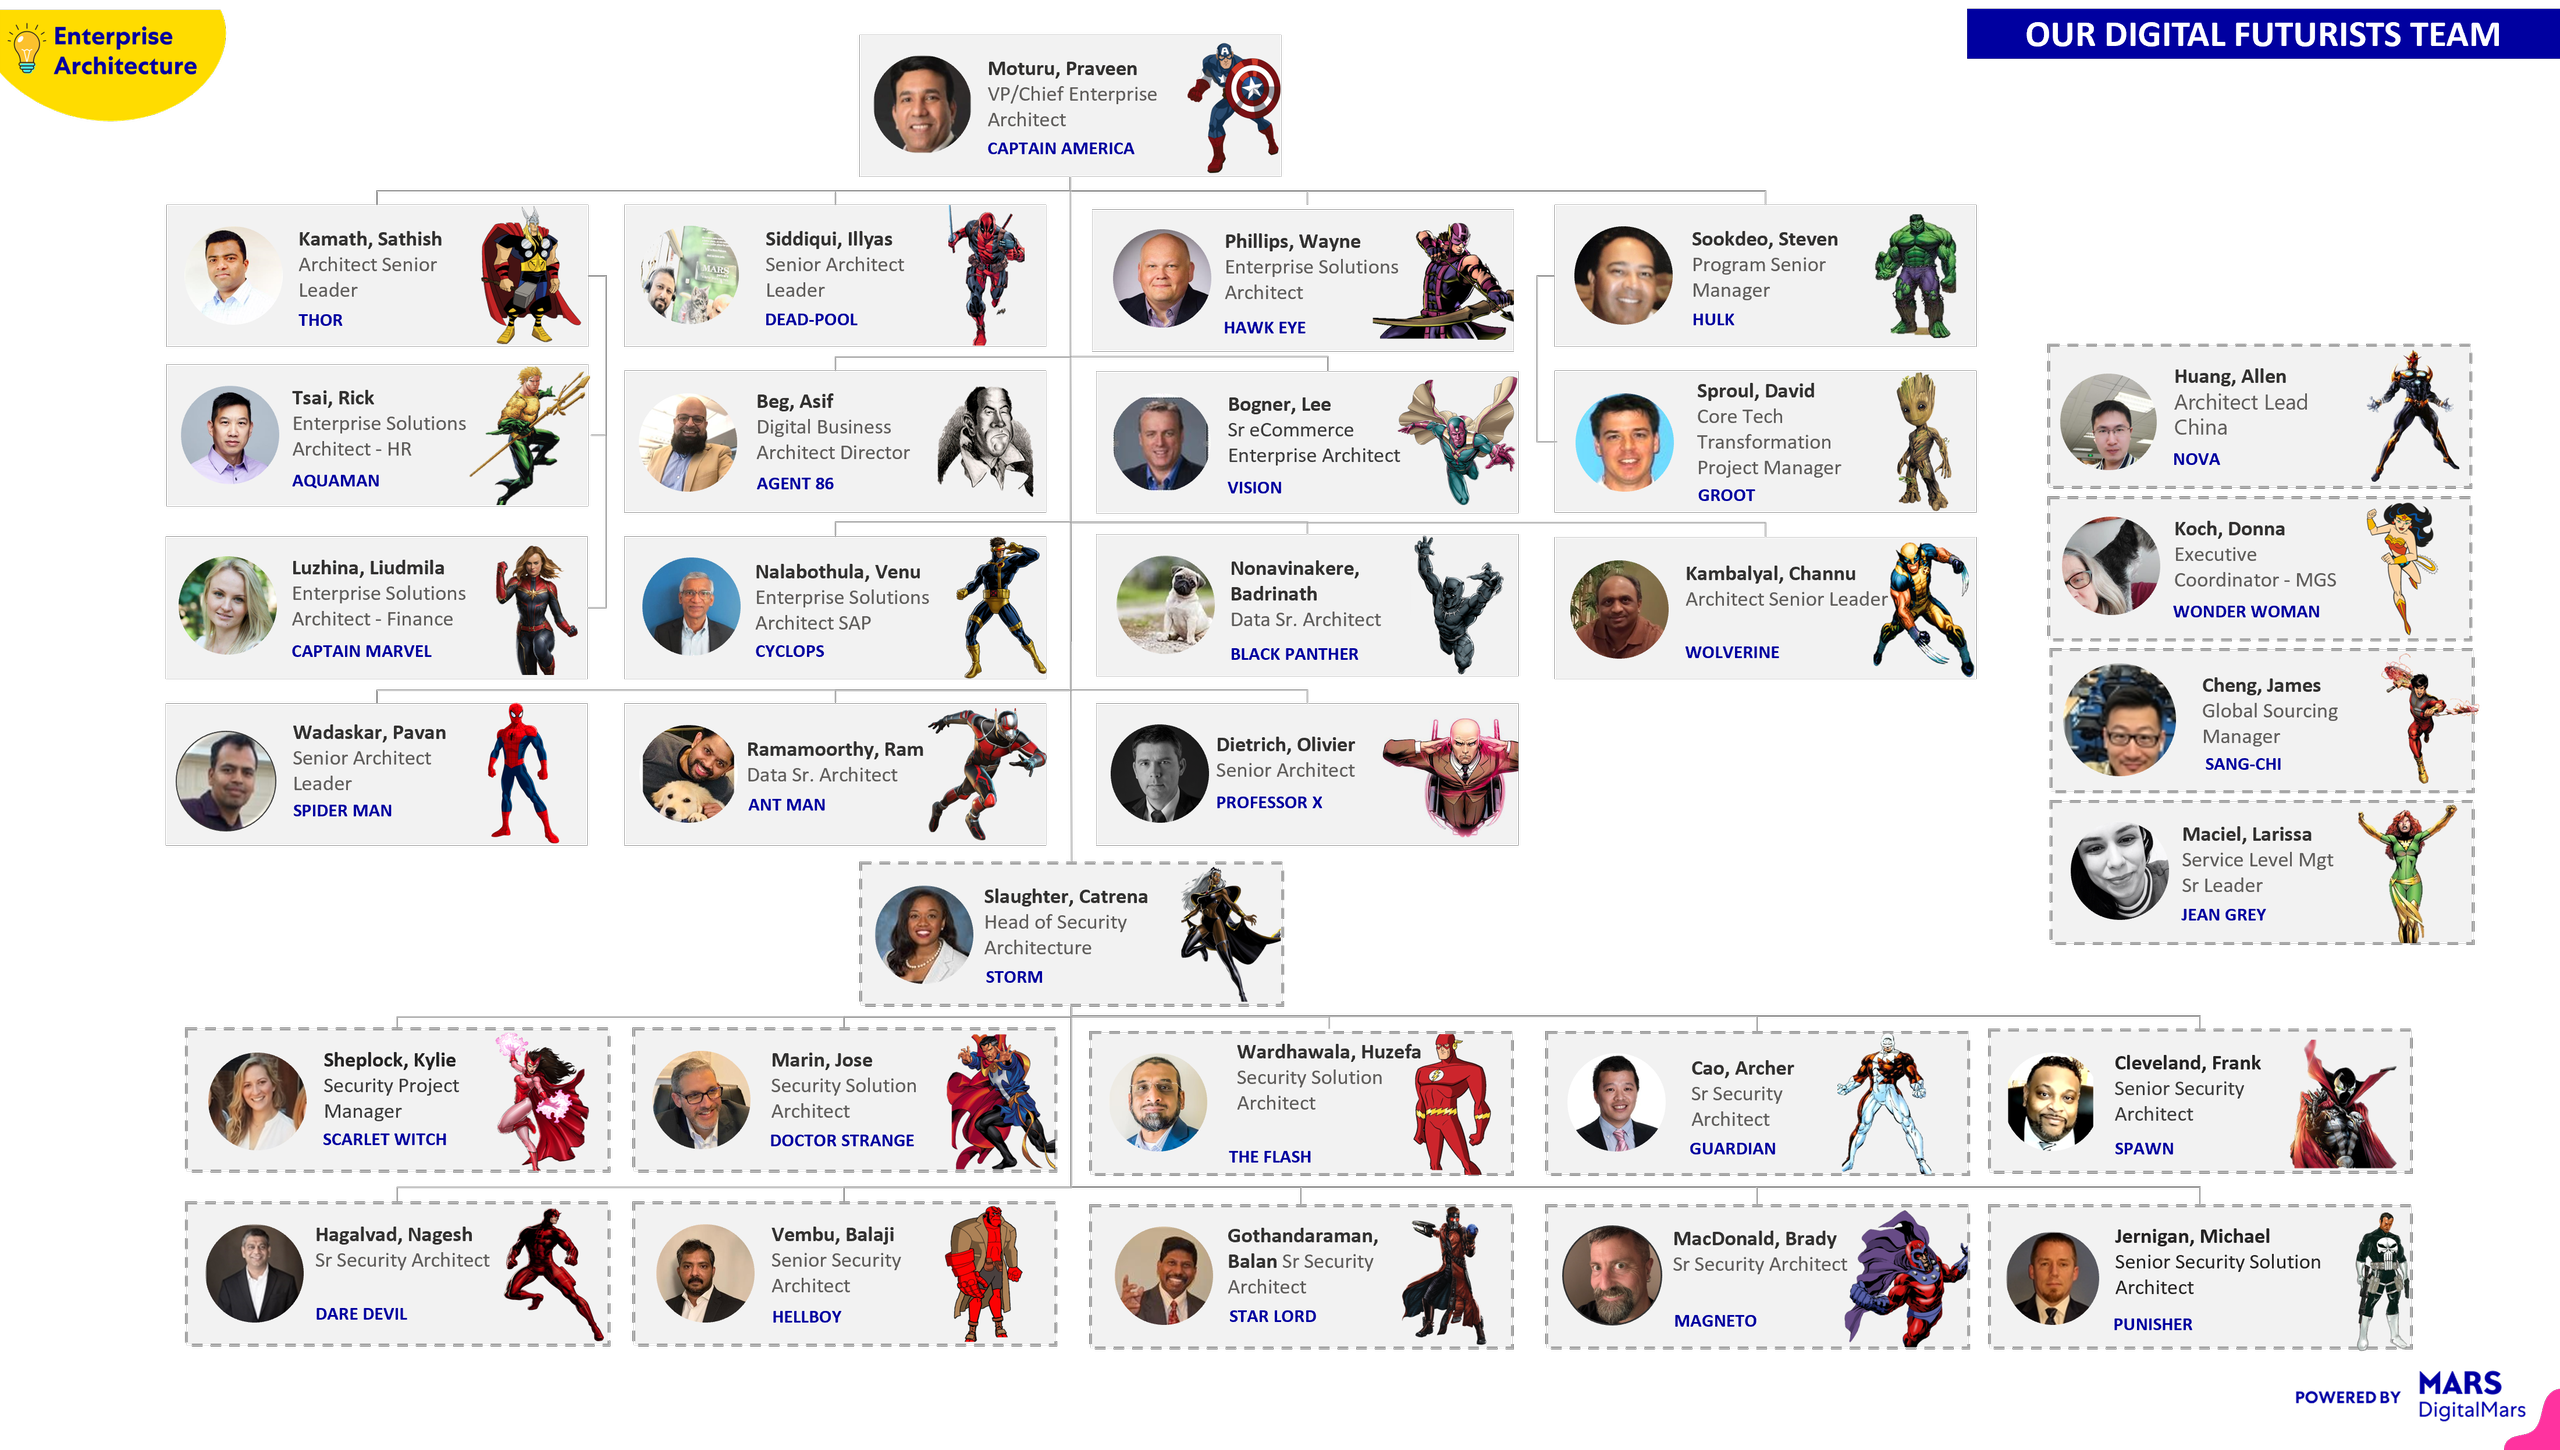 Enterprise
Architecture
OUR DIGITAL FUTURISTS TEAM
Moturu, Praveen
VP/Chief Enterprise
Architect
CAPTAIN AMERICA
Kamath, Sathish
Architect Senior
Leader
THOR
Siddiqui, Illyas
Senior Architect
Leader
DEAD-POOL
MARS
Phillips, Wayne
Enterprise Solutions
Architect
HAWK EYE
Sookdeo, Steven
Program Senior
Manager
HULK
Tsai, Rick
Enterprise Solutions
Architect - HR
AQUAMAN
Beg, Asif
Digital Business
Architect Director
AGENT 86
Bogner, Lee
Sr eCommerce
Enterprise Architect
VISION
Sproul, David
Core Tech
Transformation
Project Manager
GROOT
Huang, Allen
Architect Lead
China
NOVA
Luzhina, Liudmila
Enterprise Solutions
Architect - Finance
CAPTAIN MARVEL
Nalabothula, Venu
Enterprise Solutions
Architect SAP
CYCLOPS
Nonavinakere,
Badrinath
Data Sr. Architect
BLACK PANTHER
Kambalyal, Channu
Architect Senior Leader
WOLVERINE
Koch, Donna
Executive
Coordinator - MGS
WONDER WOMAN
Wadaskar, Pavan
Senior Architect
Leader
SPIDER MAN
Ramamoorthy, Ram
Data Sr. Architect
ANT MAN
Dietrich, Olivier
Senior Architect
PROFESSOR X
Cheng, James
Global Sourcing
Manager
SANG-CHI
Maciel, Larissa
Service Level Mgt
Sr Leader
JEAN GREY
Slaughter, Catrena
Head of Security
Architecture
STORM
Sheplock, Kylie
Security Project
Manager
SCARLET WITCH
Marin, Jose
Security Solution
Architect
DOCTOR STRANGE
Wardhawala, Huzefa
Security Solution
Architect
THE FLASH
Cao, Archer
Sr Security
Architect
GUARDIAN
Cleveland, Frank
Senior Security
Architect
SPAWN
Hagalvad, Nagesh
Sr Security Architect
DARE DEVIL
Vembu, Balaji
Senior Security
Architect
HELLBOY
Gothandaraman,
Balan Sr Security
Architect
STAR LORD
MacDonald, Brady
Sr Security Architect
MAGNETO
Jernigan, Michael
Senior Security Solution
Architect
PUNISHER
POWERED BY
MARS
DigitalMars